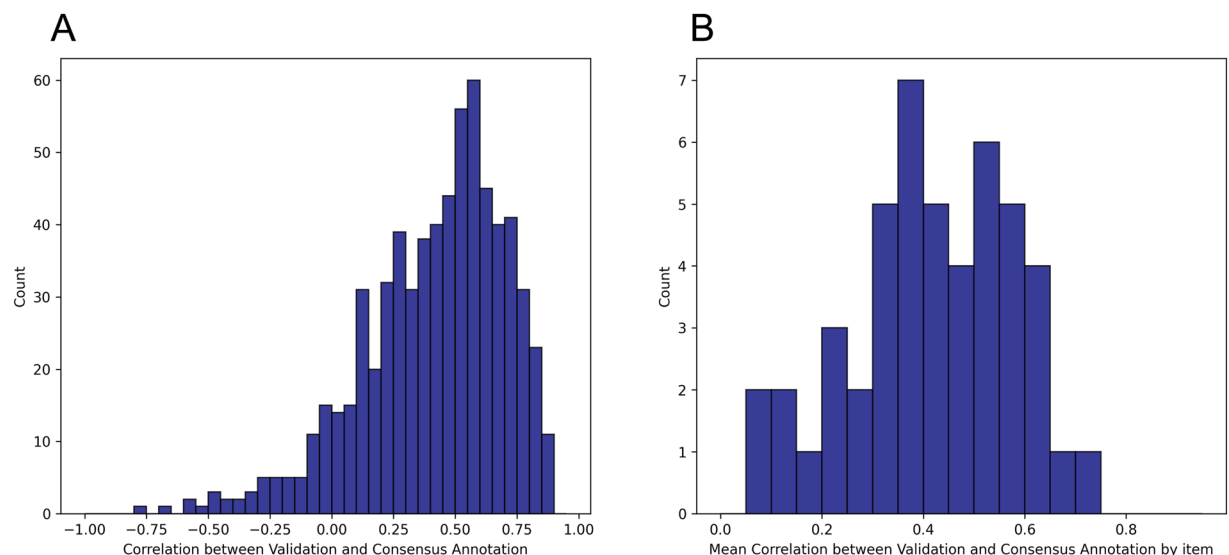 A
B
60
50
40
30
20
10
0
Count
−1.00 −0.75 −0.50 −0.25 0.00 0.25 0.50 0.75 1.00
Correlation between Validation and Consensus Annotation
7
6
5
4
3
2
1
0
Count
0.0 0.2 0.4 0.6 0.8
Mean Correlation between Validation and Consensus Annotation by item